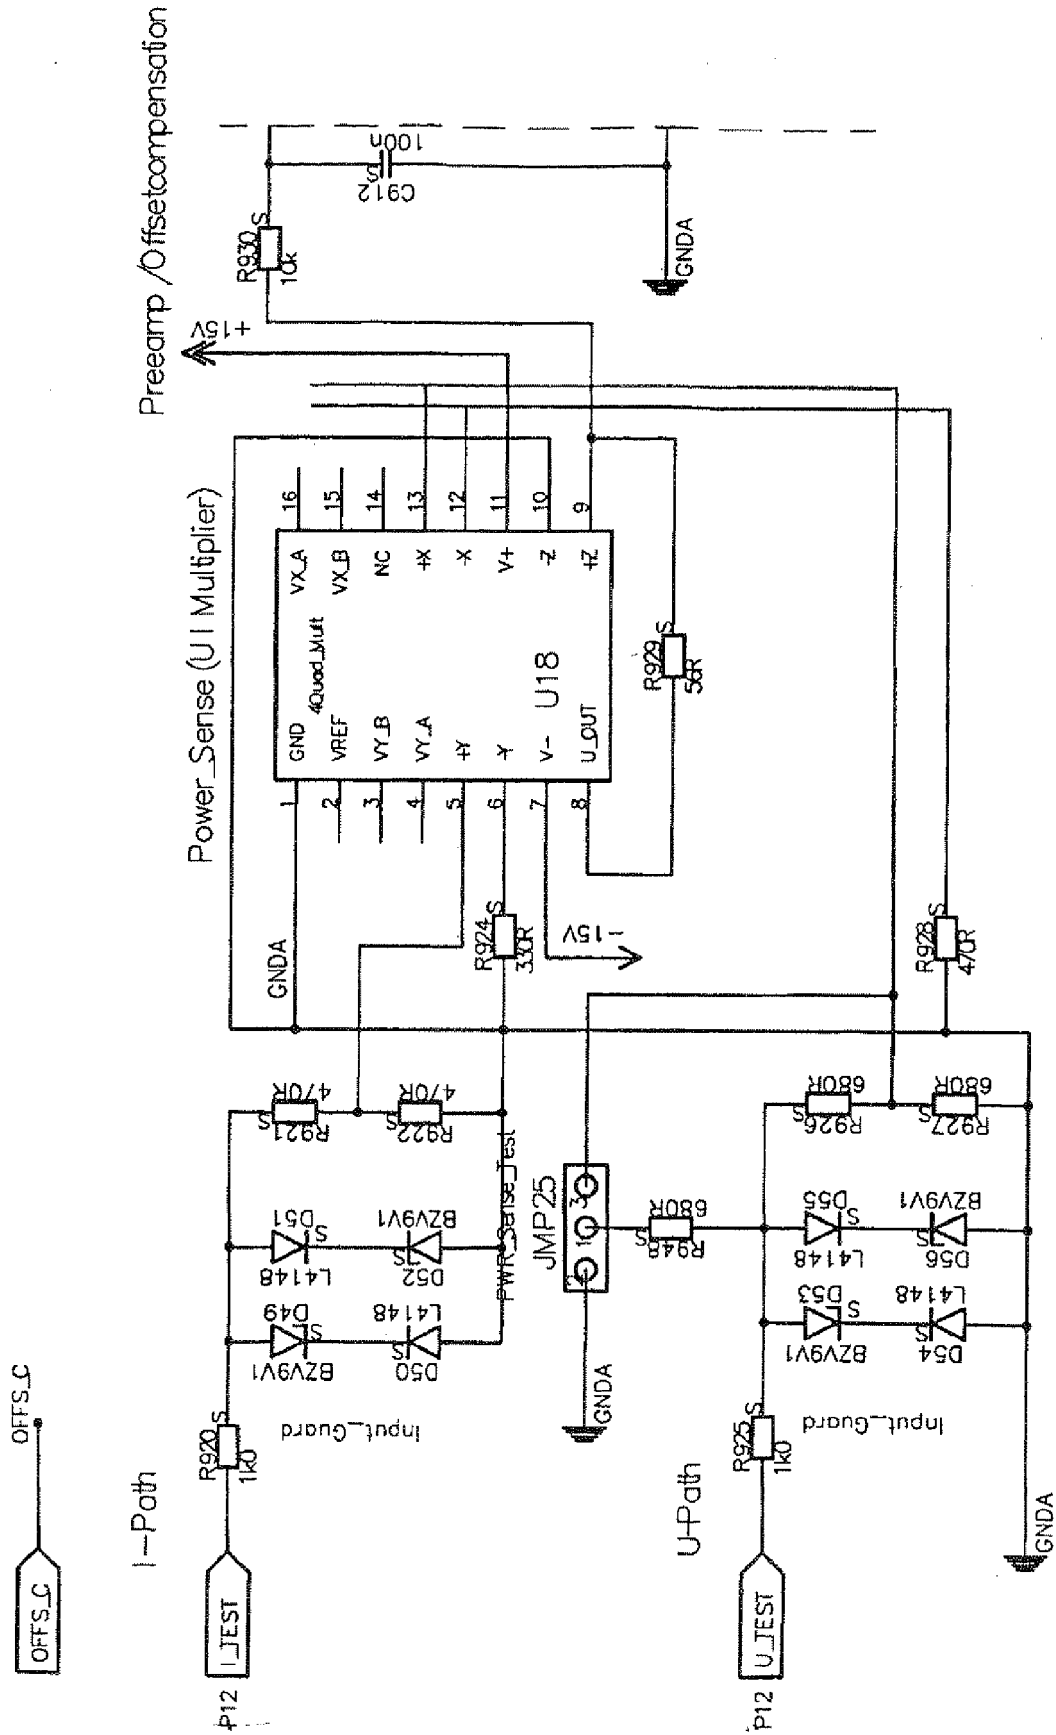 Preeamp /Offsetcompensation
Power_Sense (U I Multiplier)
+15V
R930 S
10k
C912 S
100n
GNDA
16 VX_A
15 VX_B
14 NC
13 +X
12 -X
11 V+
10 -Z
9 +Z
4Quad_Mult
U18
GND 1
VREF 2
VY_B 3
VY_A 4
+Y 5
-Y 6
V- 7
U_OUT 8
R929 S
56R
GNDA
R924 S
330R
-15V
R928 S
470R
R921 S
470R
R922 S
470R
PWR_Sense_Test
D51 S
L4148
D52 S
BZV9V1
D49 S
BZV9V1
D50 S
L4148
Input_Guard
R920 S
1k0
I-Path
OFFS_C
OFFS_C
I_TEST
P12
JMP25
3
1
2
GNDA
R948 S
680R
R926 S
680R
R927 S
680R
D55 S
L4148
D56 S
BZV9V1
D53 S
BZV9V1
D54 S
L4148
Input_Guard
R925 S
1k0
U-Path
U_TEST
P12
GNDA